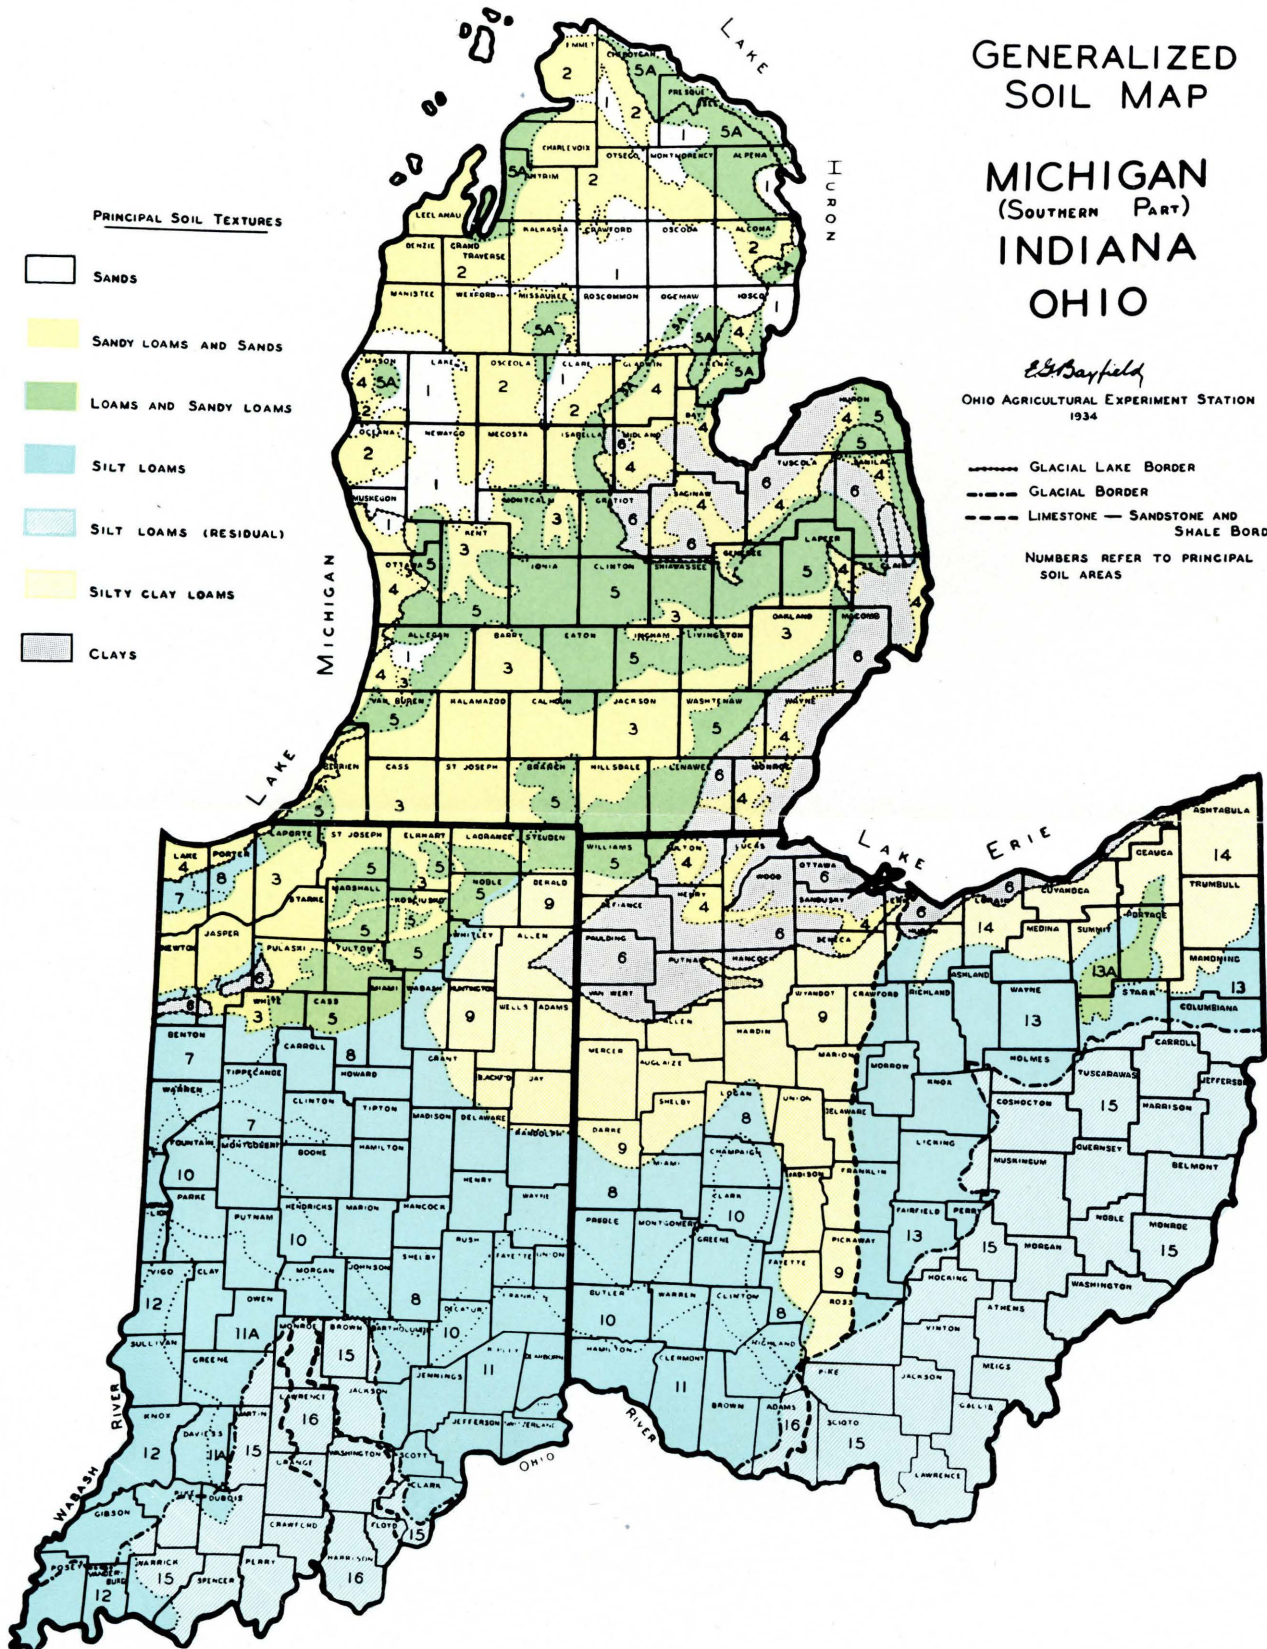 GENERALIZED
SOIL MAP
MICHIGAN
(SOUTHERN PART)
INDIANA
OHIO
E.G. Bayfield
OHIO AGRICULTURAL EXPERIMENT STATION
1934
GLACIAL LAKE BORDER
GLACIAL BORDER
LIMESTONE — SANDSTONE AND
SHALE BORD
NUMBERS REFER TO PRINCIPAL
SOIL AREAS
PRINCIPAL SOIL TEXTURES
SANDS
SANDY LOAMS AND SANDS
LOAMS AND SANDY LOAMS
SILT LOAMS
SILT LOAMS (RESIDUAL)
SILTY CLAY LOAMS
CLAYS
LAKE
HURON
LAKE
MICHIGAN
LAKE ERIE
WABASH RIVER
OHIO RIVER
EMMET
CHEBOYGAN
PRESQUE
CHARLEVOIX
OTSEGO MONTMORENCY ALPENA
ANTRIM
LEELANAU
KALKASKA CRAWFORD OSCODA ALCONA
BENZIE GRAND
TRAVERSE
MANISTEE WEXFORD MISSAUKEE ROSCOMMON OGEMAW IOSCO
MASON LAKE OSCEOLA CLARE GLADWIN
HURON
OCEANA NEWAYGO MECOSTA ISABELLA MIDLAND
TUSCOLA SANILAC
MUSKEGON MONTCALM GRATIOT SAGINAW
KENT GENESEE LAPEER
OTTAWA IONIA CLINTON SHIAWASSEE ST CLAIR
ALLEGAN BARRY EATON INGHAM LIVINGSTON OAKLAND MACOMB
VAN BUREN KALAMAZOO CALHOUN JACKSON WASHTENAW WAYNE
BERRIEN CASS ST JOSEPH BRANCH HILLSDALE LENAWEE MONROE
LAKE PORTER LAPORTE ST JOSEPH ELKHART LAGRANGE STEUBEN
MARSHALL NOBLE DEKALB
STARKE KOSCIUSKO
NEWTON JASPER PULASKI FULTON WHITLEY ALLEN
WHITE CASS MIAMI WABASH HUNTINGTON WELLS ADAMS
BENTON CARROLL GRANT
TIPPECANOE HOWARD JAY
WARREN CLINTON TIPTON MADISON DELAWARE RANDOLPH
FOUNTAIN MONTGOMERY BOONE HAMILTON
PARKE PUTNAM HENDRICKS MARION HANCOCK HENRY WAYNE
VIGO CLAY MORGAN JOHNSON SHELBY RUSH FAYETTE UNION
OWEN DECATUR FRANKLIN
SULLIVAN GREENE MONROE BROWN BARTHOLOMEW RIPLEY DEARBORN
LAWRENCE JACKSON JENNINGS
KNOX DAVIESS MARTIN JEFFERSON
ORANGE WASHINGTON SCOTT
GIBSON PIKE DUBOIS CLARK
CRAWFORD FLOYD
POSEY WARRICK SPENCER PERRY HARRISON
WILLIAMS LUCAS OTTAWA ASHTABULA
HENRY WOOD SANDUSKY LORAIN CUYAHOGA GEAUGA TRUMBULL
DEFIANCE SENECA HURON MEDINA SUMMIT PORTAGE
PAULDING PUTNAM HANCOCK ASHLAND MAHONING
VAN WERT ALLEN WYANDOT CRAWFORD RICHLAND WAYNE STARK COLUMBIANA
MERCER AUGLAIZE HARDIN MARION MORROW HOLMES CARROLL
SHELBY LOGAN UNION DELAWARE KNOX COSHOCTON TUSCARAWAS HARRISON JEFFERSON
DARKE MIAMI CHAMPAIGN LICKING MUSKINGUM GUERNSEY BELMONT
CLARK MADISON FRANKLIN
PREBLE MONTGOMERY GREENE PICKAWAY FAIRFIELD PERRY MORGAN NOBLE MONROE
BUTLER WARREN CLINTON FAYETTE ROSS HOCKING ATHENS WASHINGTON
HAMILTON CLERMONT HIGHLAND VINTON MEIGS
BROWN ADAMS PIKE JACKSON GALLIA
SCIOTO
LAWRENCE